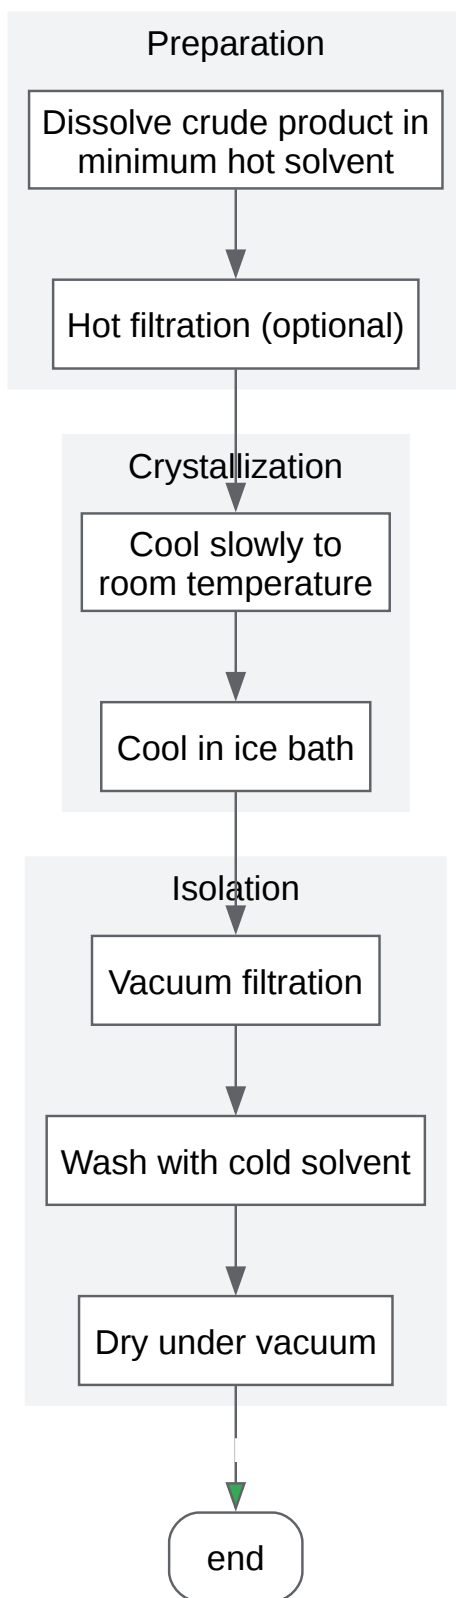 Preparation
Dissolve crude product in
minimum hot solvent
Hot filtration (optional)
Crystallization
Cool slowly to
room temperature
Cool in ice bath
Isolation
Vacuum filtration
Wash with cold solvent
Dry under vacuum
end